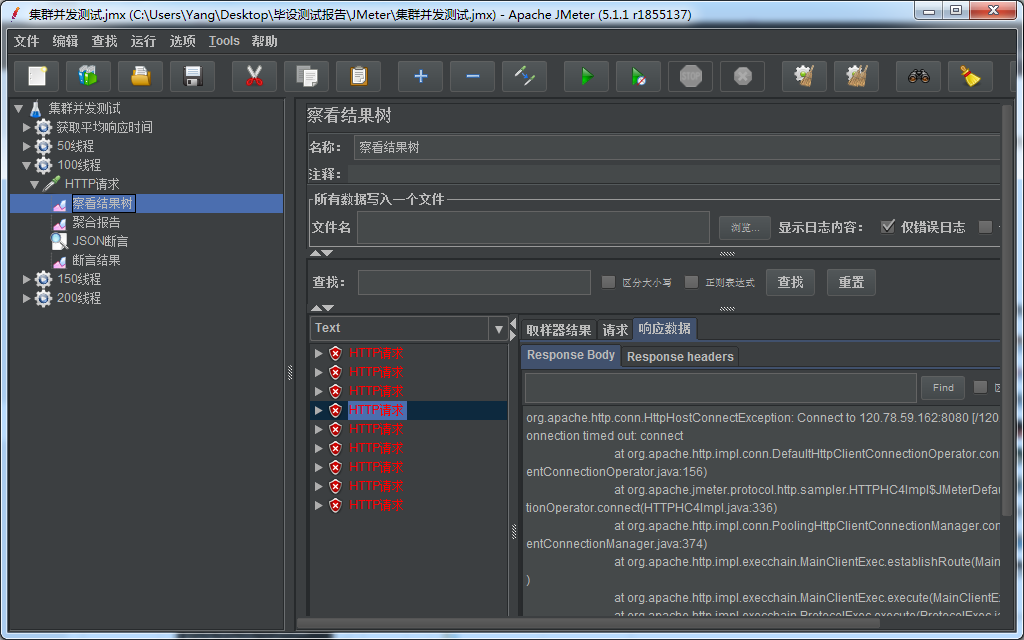 集群并发测试.jmx (C:\Users\Yang\Desktop\毕设测试报告\JMeter\集群并发测试.jmx) - Apache JMeter (5.1.1 r1855137)
文件 编辑 查找 运行 选项 Tools 帮助
STOP
集群并发测试
获取平均响应时间
50线程
100线程
HTTP请求
察看结果树
聚合报告
JSON断言
断言结果
150线程
200线程
察看结果树
名称： 察看结果树
注释：
所有数据写入一个文件
文件名 浏览... 显示日志内容： 仅错误日志
查找： 区分大小写 正则表达式 查找 重置
Text
HTTP请求
HTTP请求
HTTP请求
HTTP请求
HTTP请求
HTTP请求
HTTP请求
HTTP请求
HTTP请求
取样器结果 请求 响应数据
Response Body Response headers
Find
org.apache.http.conn.HttpHostConnectException: Connect to 120.78.59.162:8080 [/120
onnection timed out: connect
at org.apache.http.impl.conn.DefaultHttpClientConnectionOperator.con
entConnectionOperator.java:156)
at org.apache.jmeter.protocol.http.sampler.HTTPHC4Impl$JMeterDefau
tionOperator.connect(HTTPHC4Impl.java:336)
at org.apache.http.impl.conn.PoolingHttpClientConnectionManager.con
entConnectionManager.java:374)
at org.apache.http.impl.execchain.MainClientExec.establishRoute(Main
)
at org.apache.http.impl.execchain.MainClientExec.execute(MainClientE
at org.apache.http.impl.execchain.ProtocolExec.execute(ProtocolExec.j